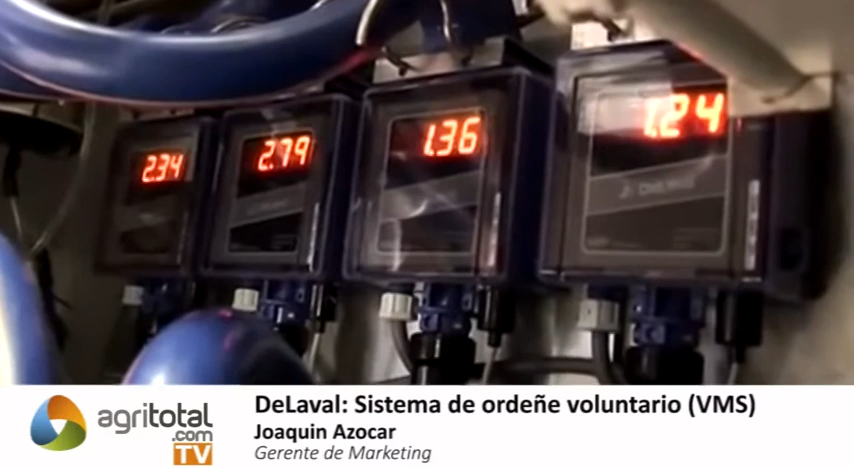 2.34
2.79
1.36
1.24
DeLaval
agritotal
.com
TV
DeLaval: Sistema de ordeñe voluntario (VMS)
Joaquin Azocar
Gerente de Marketing